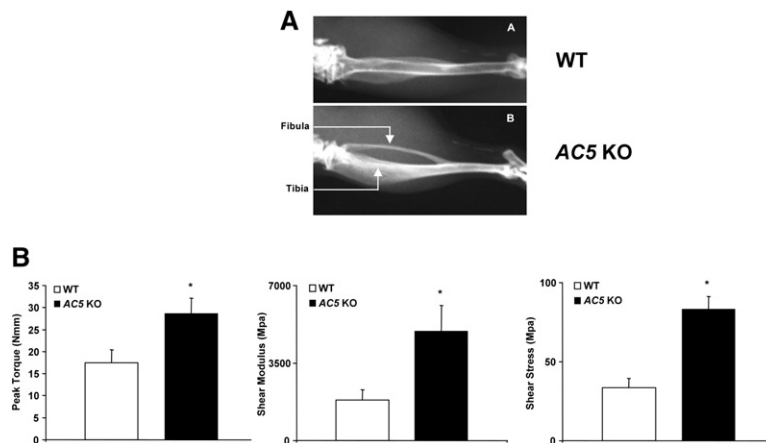 A
A
WT
B
Fibula
AC5 KO
Tibia
B
WT
AC5 KO
*
35
30
25
20
15
10
5
0
Peak Torque (Nmm)
WT
AC5 KO
*
7000
3500
0
Shear Modulus (Mpa)
WT
AC5 KO
*
100
50
0
Shear Stress (Mpa)